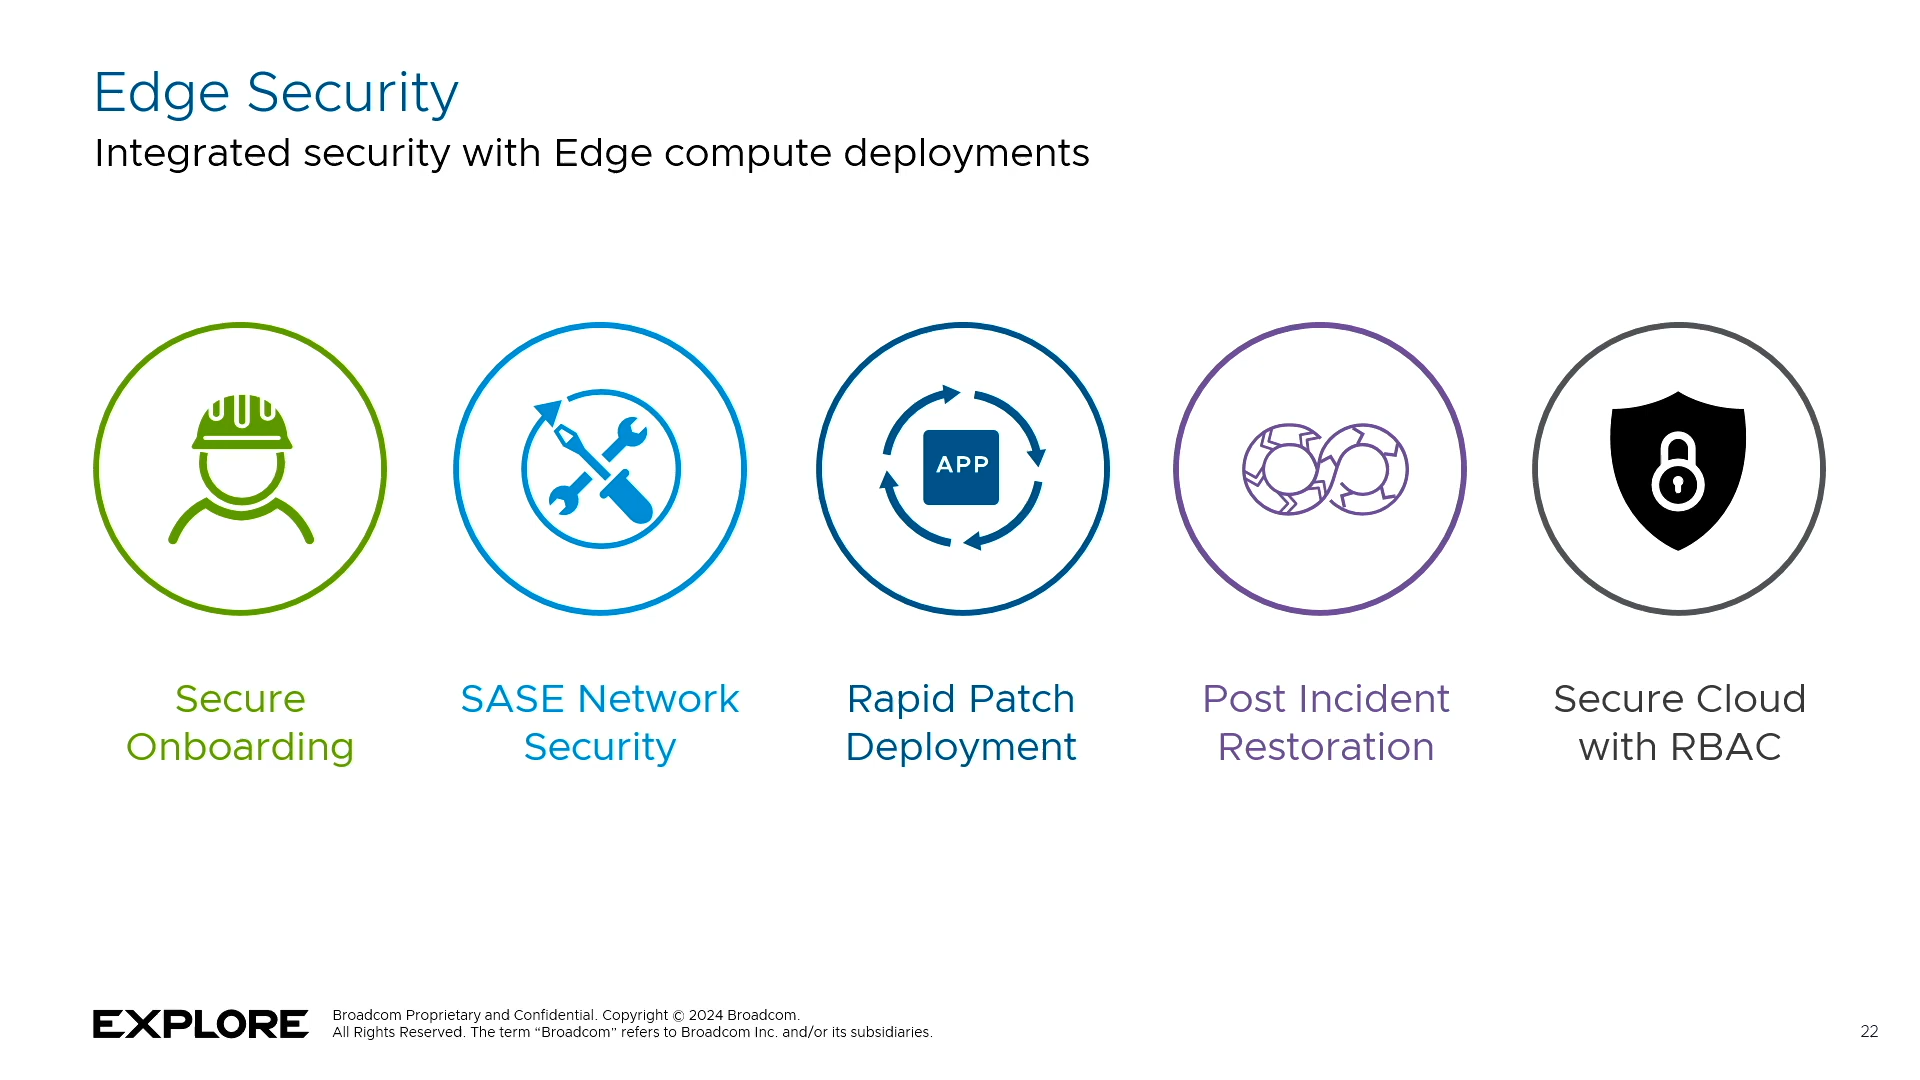 Edge Security
Integrated security with Edge compute deployments
APP
Secure
Onboarding
SASE Network
Security
Rapid Patch
Deployment
Post Incident
Restoration
Secure Cloud
with RBAC
EXPLORE
Broadcom Proprietary and Confidential. Copyright © 2024 Broadcom.
All Rights Reserved. The term “Broadcom” refers to Broadcom Inc. and/or its subsidiaries.
22